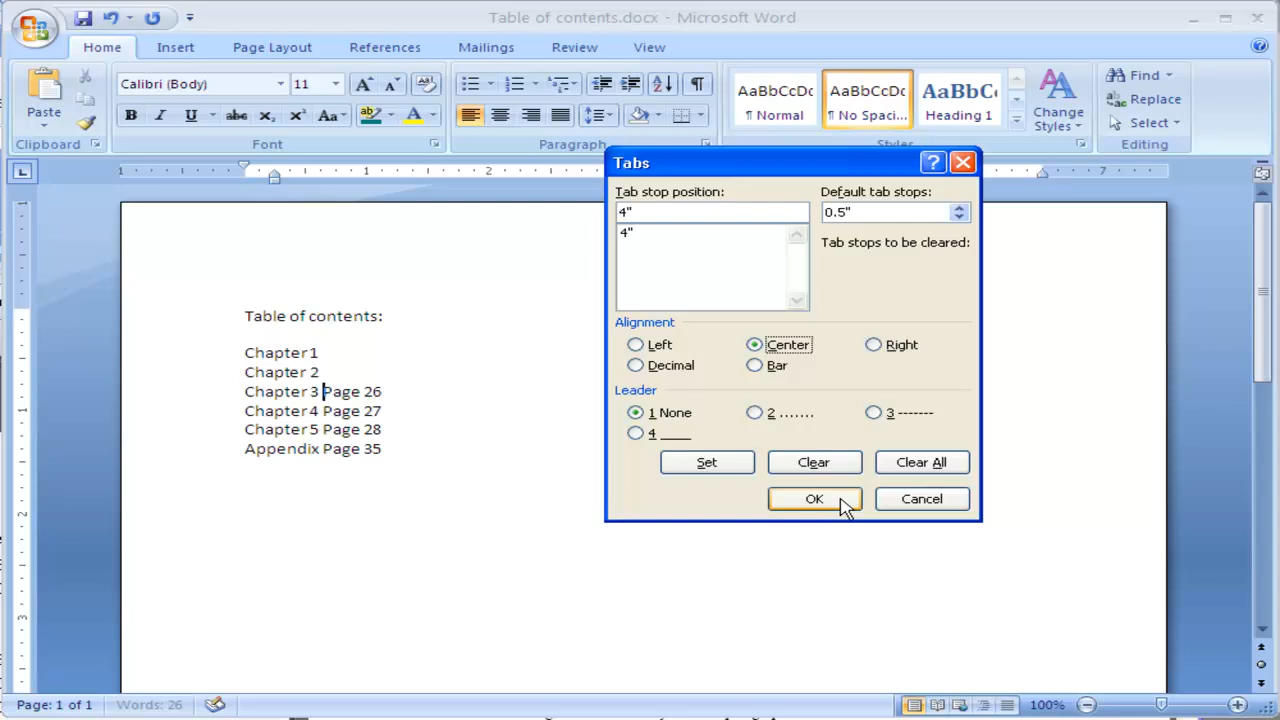 Table of contents.docx - Microsoft Word
Home Insert Page Layout References Mailings Review View
Calibri (Body) 11
Paste
Clipboard Font Paragraph Styles Editing
AaBbCcDc AaBbCcDc AaBbCc
¶ Normal ¶ No Spaci... Heading 1
Change
Styles
Find
Replace
Select
1 1 2 7
Tabs
Tab stop position: Default tab stops:
4" 0.5"
4" Tab stops to be cleared:
Alignment
Left Center Right
Decimal Bar
Leader
1 None 2 ....... 3 -------
4 ____
Set Clear Clear All
OK Cancel
Table of contents:
Chapter 1
Chapter 2
Chapter 3 Page 26
Chapter 4 Page 27
Chapter 5 Page 28
Appendix Page 35
Page: 1 of 1 Words: 26 100%